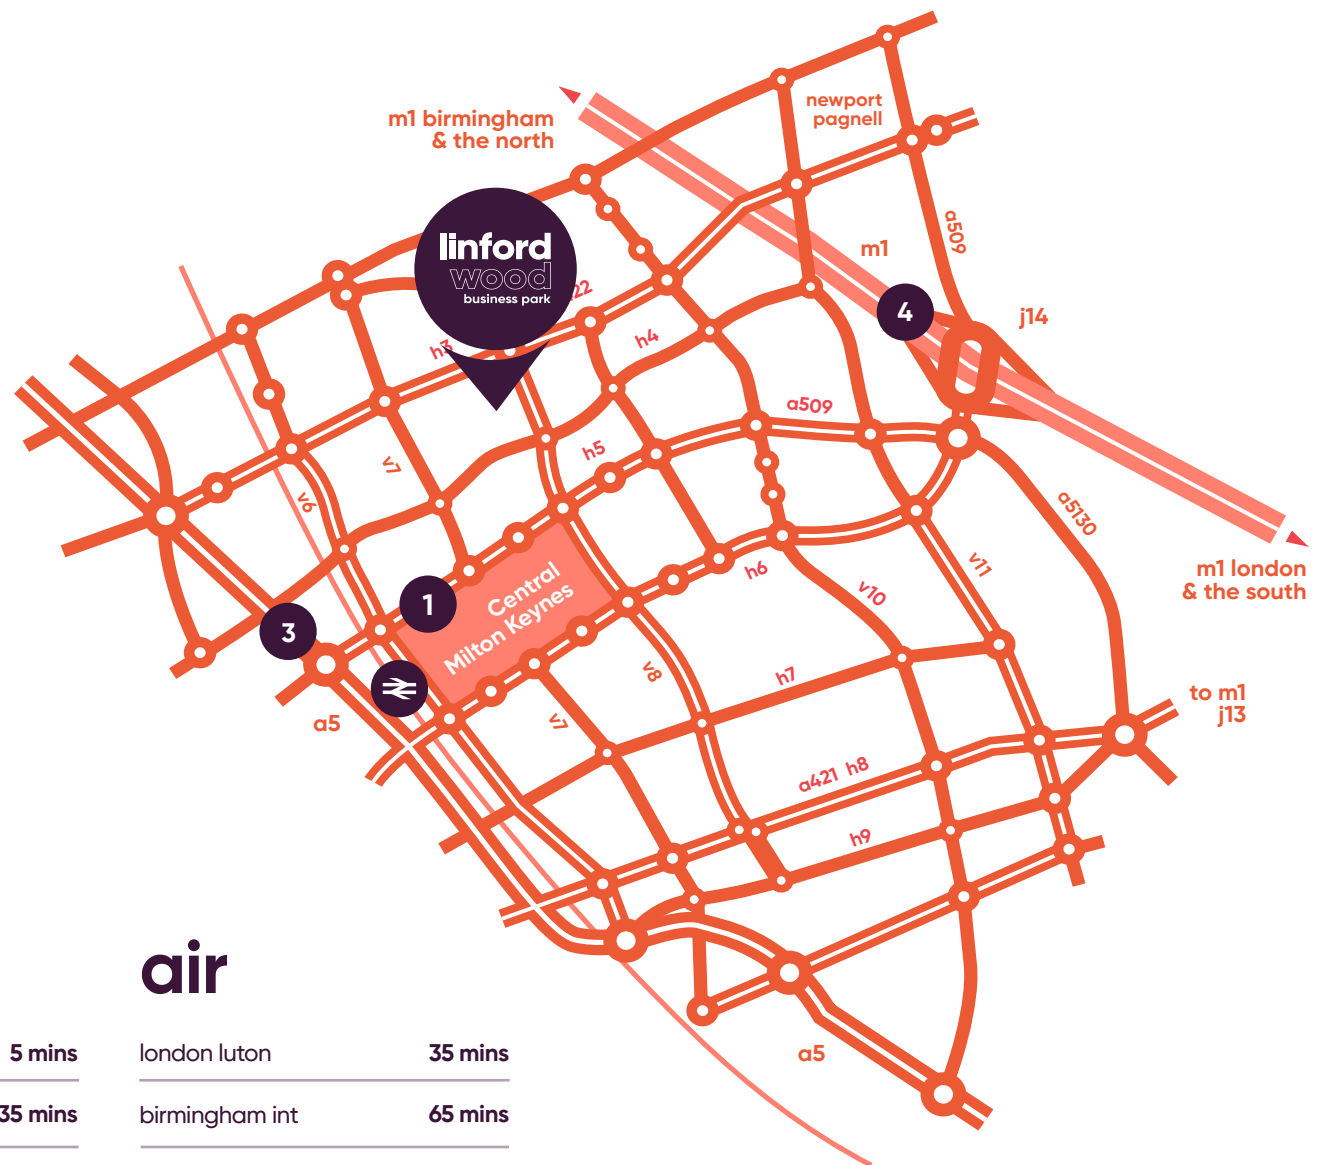 newport
pagnell
m1 birmingham
& the north
a509
m1
linford
wood
business park
22
4
j14
h3
h4
a509
h5
v7
v6
a5130
m1 london
& the south
Central
Milton Keynes
1
3
h6
v10
v11
v8
h7
to m1
j13
a5
v7
a421 h8
h9
air
5 mins
london luton 35 mins
35 mins
birmingham int 65 mins
a5